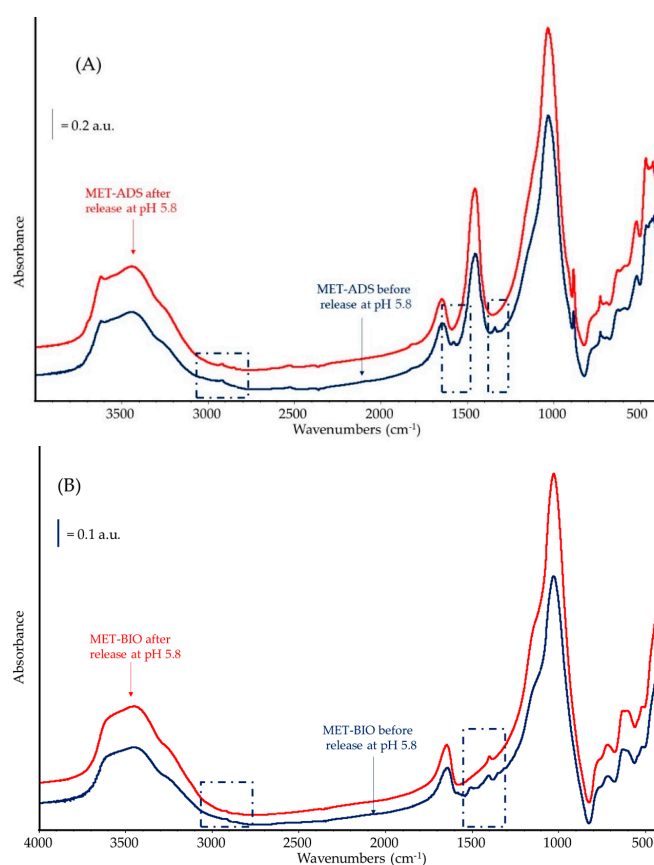 (A)
= 0.2 a.u.
MET-ADS after
release at pH 5.8
MET-ADS before
release at pH 5.8
Absorbance
3500 3000 2500 2000 1500 1000 500
Wavenumbers (cm-1)
(B)
= 0.1 a.u.
MET-BIO after
release at pH 5.8
MET-BIO before
release at pH 5.8
Absorbance
4000 3500 3000 2500 2000 1500 1000 500
Wavenumbers (cm-1)